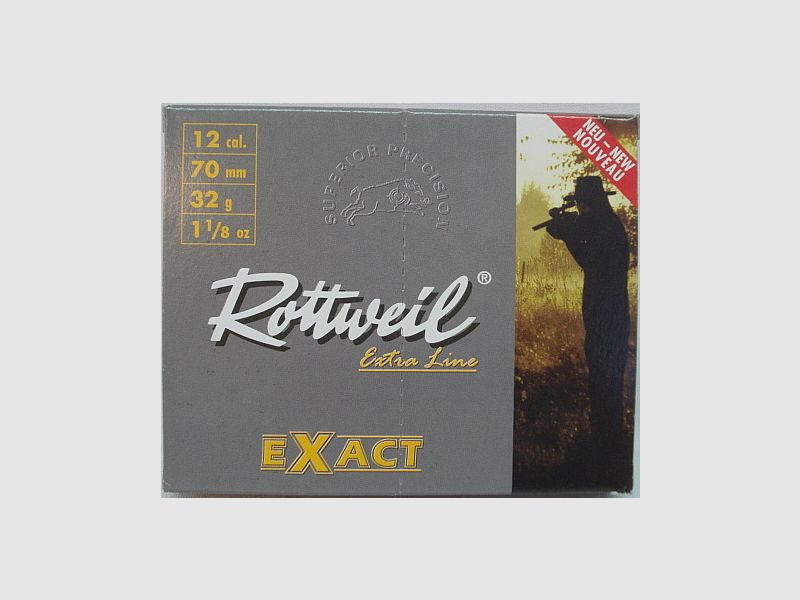 12 cal.
70 mm
32 g
1 1/8 oz
SUPERIOR PRECISION
NEU – NEW
NOUVEAU
Rottweil®
Extra Line
EXACT